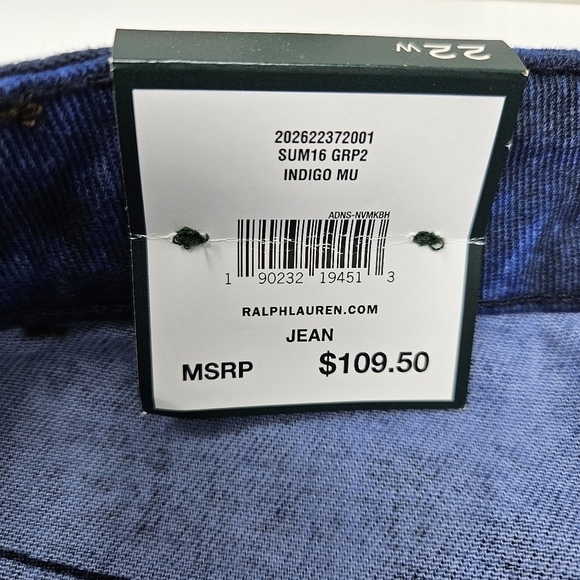 22W
202622372001
SUM16 GRP2
INDIGO MU
ADNS-NVMKBH
1 90232 19451 3
RALPHLAUREN.COM
JEAN
MSRP $109.50